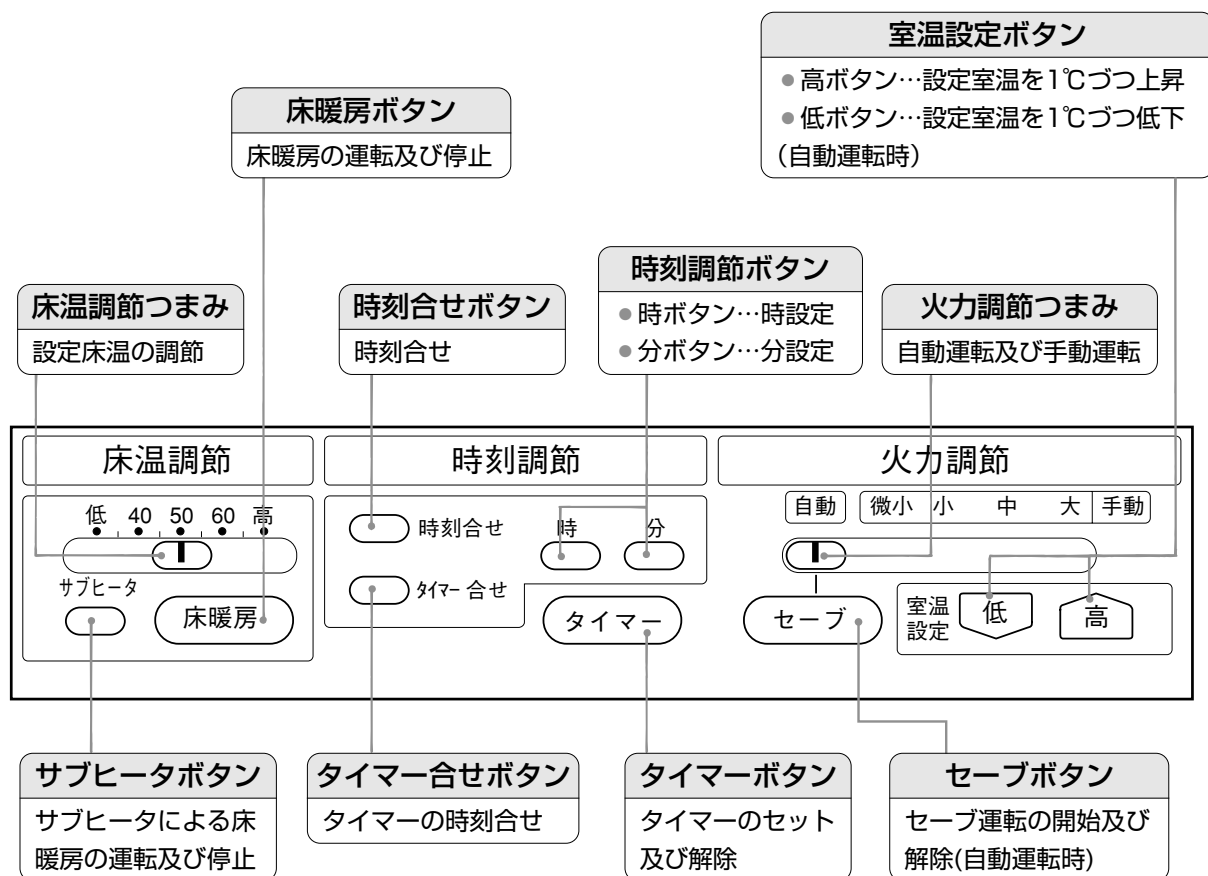 室温設定ボタン
●高ボタン…設定室温を1℃づつ上昇
●低ボタン…設定室温を1℃づつ低下
(自動運転時)
床暖房ボタン
床暖房の運転及び停止
時刻調節ボタン
●時ボタン…時設定
●分ボタン…分設定
床温調節つまみ
設定床温の調節
時刻合せボタン
時刻合せ
火力調節つまみ
自動運転及び手動運転
床温調節
低 40 50 60 高
サブヒータ
床暖房
時刻調節
時刻合せ
時 分
タイマー合せ
タイマー
火力調節
自動 微小 小 中 大 手動
セーブ
室温
設定
低 高
サブヒータボタン
サブヒータによる床
暖房の運転及び停止
タイマー合せボタン
タイマーの時刻合せ
タイマーボタン
タイマーのセット
及び解除
セーブボタン
セーブ運転の開始及び
解除(自動運転時)